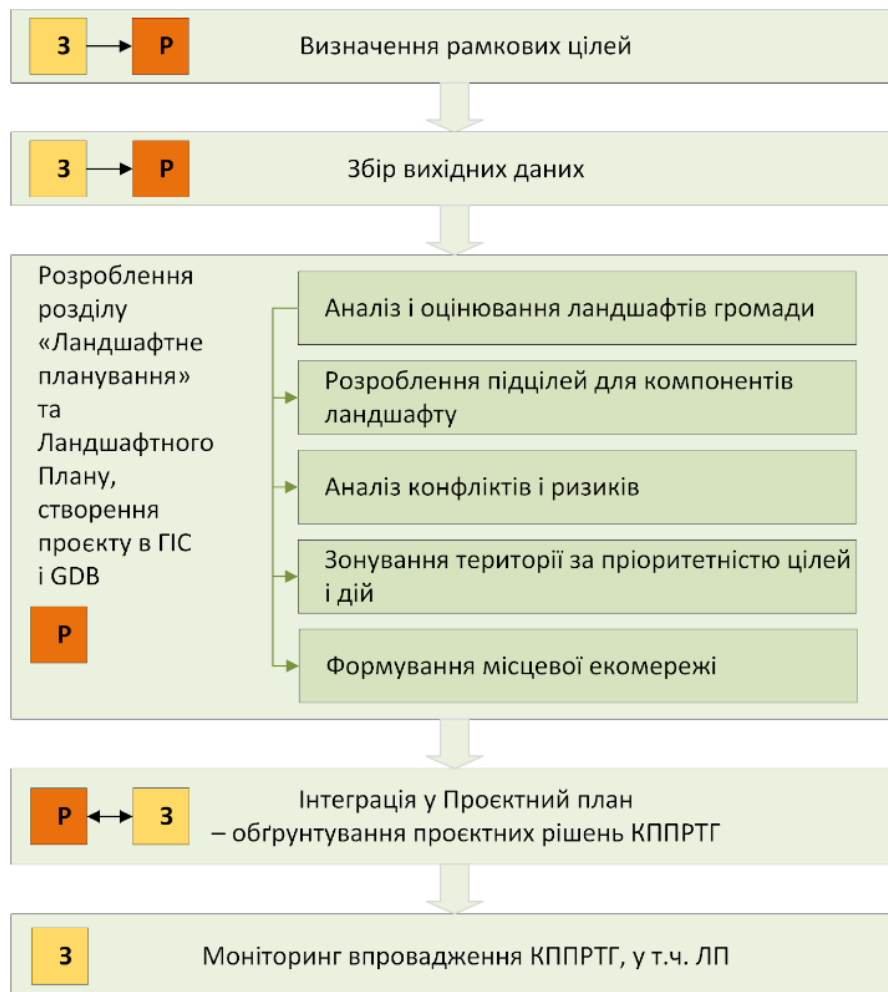 З
Р
Визначення рамкових цілей
З
Р
Збір вихідних даних
Розроблення
розділу
«Ландшафтне
планування»
та
Ландшафтного
Плану,
створення
проєкту в ГІС
і GDB
Р
Аналіз і оцінювання ландшафтів громади
Розроблення підцілей для компонентів
ландшафту
Аналіз конфліктів і ризиків
Зонування території за пріоритетністю цілей
і дій
Формування місцевої екомережі
Р
З
Інтеграція у Проєктний план
– обґрунтування проєктних рішень КППРТГ
З
Моніторинг впровадження КППРТГ, у т.ч. ЛП